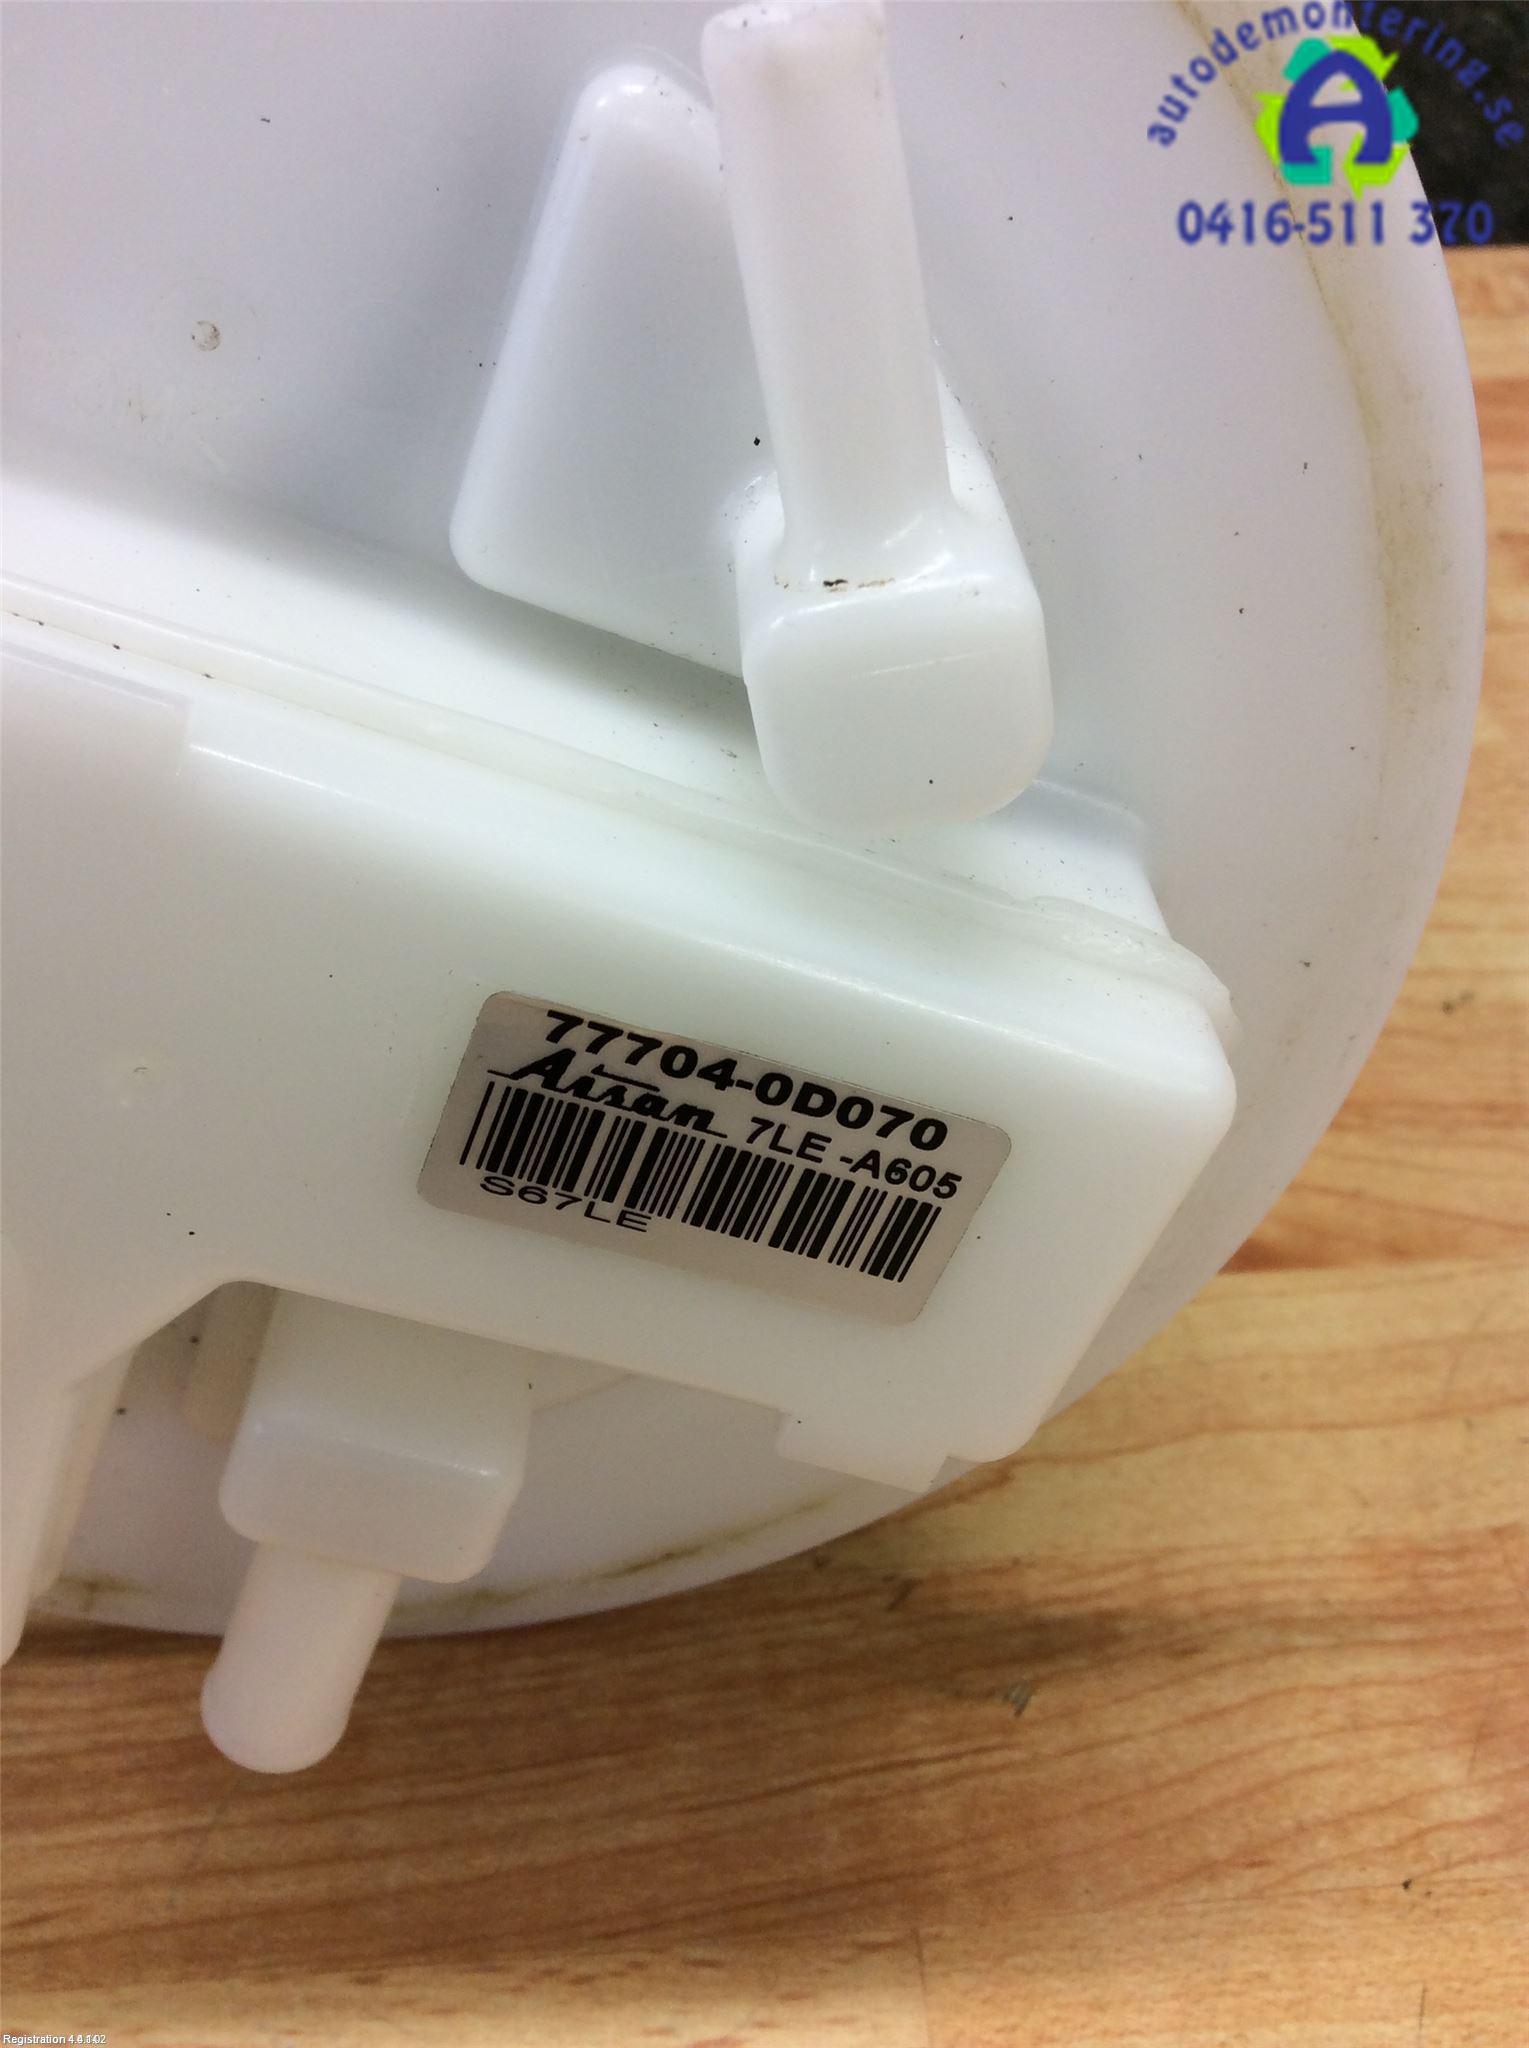 autodemontering.se
A
0416-511 370
77704-0D070
Aisan 7LE -A605
S67LE